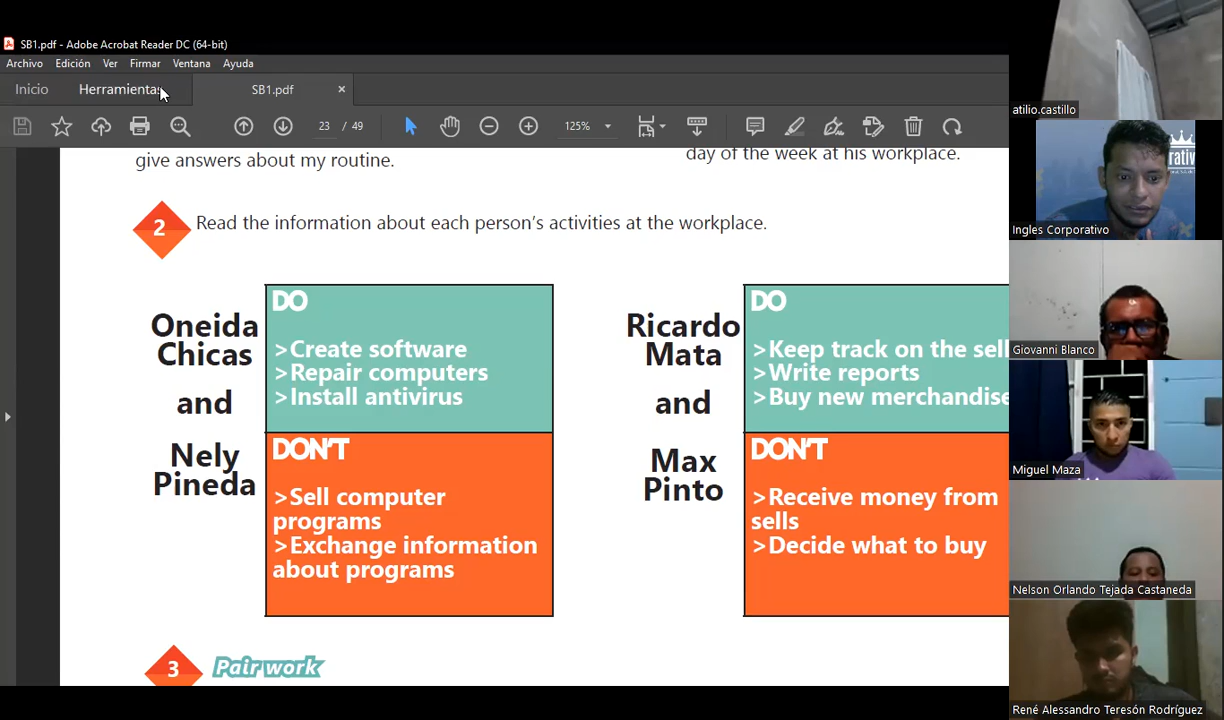 SB1.pdf - Adobe Acrobat Reader DC (64-bit)
Archivo Edición Ver Firmar Ventana Ayuda
Inicio Herramientas SB1.pdf ×
23 / 49 125%
give answers about my routine.
day of the week at his workplace.
2 Read the information about each person's activities at the workplace.
Oneida
Chicas
and
Nely
Pineda
DO
>Create software
>Repair computers
>Install antivirus
DON'T
>Sell computer
programs
>Exchange information
about programs
Ricardo
Mata
and
Max
Pinto
DO
>Keep track on the sell
>Write reports
>Buy new merchandise
DON'T
>Receive money from
sells
>Decide what to buy
3 Pair work
atilio.castillo
rativ
Ingles Corporativo
Giovanni Blanco
Miguel Maza
Nelson Orlando Tejada Castaneda
René Alessandro Teresón Rodríguez